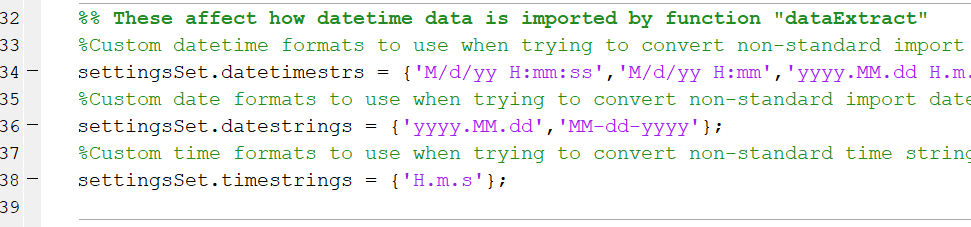 32 %% These affect how datetime data is imported by function "dataExtract"
33 %Custom datetime formats to use when trying to convert non-standard import
34 – settingsSet.datetimestrs = {'M/d/yy H:mm:ss','M/d/yy H:mm','yyyy.MM.dd H.m.
35 %Custom date formats to use when trying to convert non-standard import date
36 – settingsSet.datestrings = {'yyyy.MM.dd','MM-dd-yyyy'};
37 %Custom time formats to use when trying to convert non-standard time string
38 – settingsSet.timestrings = {'H.m.s'};
39